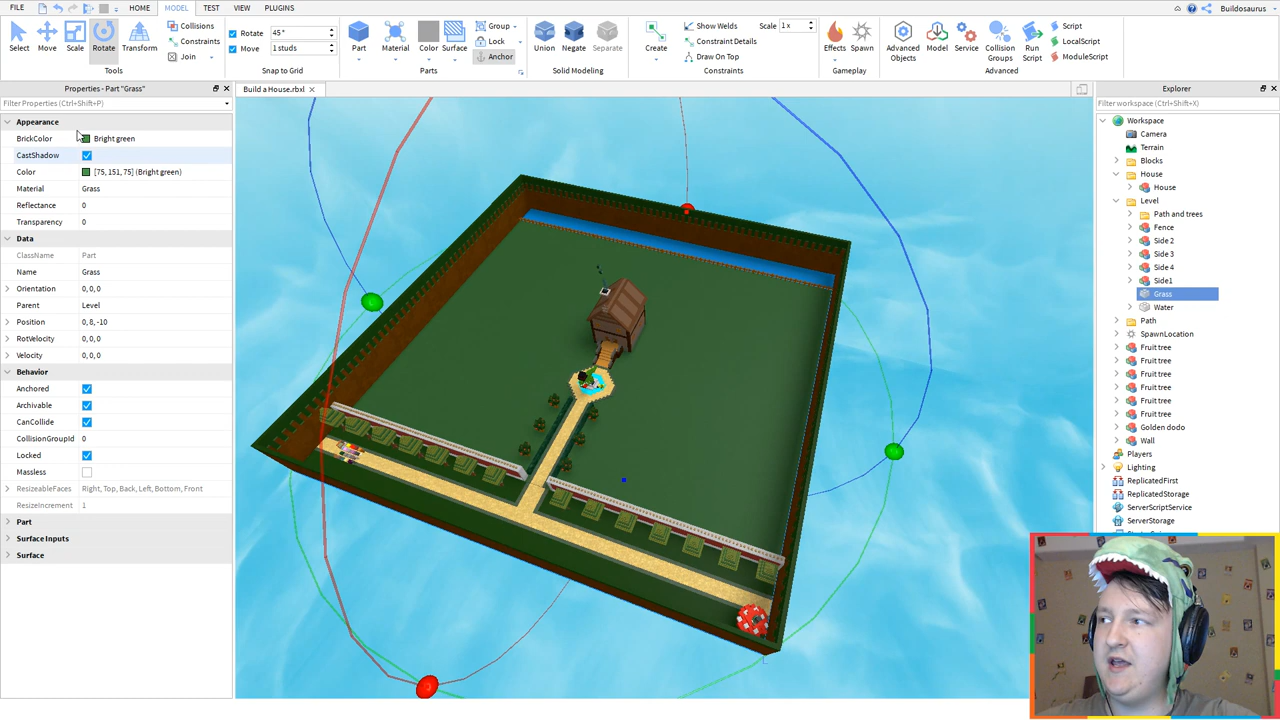 FILE HOME MODEL TEST VIEW PLUGINS Buildosaurus
Select Move Scale Rotate Transform
Collisions
Constraints
Join
Tools
Rotate 45°
Move 1 studs
Snap to Grid
Part Material Color Surface
Group
Lock
Anchor
Parts
Union Negate Separate
Solid Modeling
Create
Show Welds Scale 1 x
Constraint Details
Draw On Top
Constraints
Effects Spawn
Gameplay
Advanced Objects
Model Service
Collision Groups
Run Script
Script
LocalScript
ModuleScript
Advanced
Properties - Part "Grass"
Filter Properties (Ctrl+Shift+P)
Appearance
BrickColor Bright green
CastShadow
Color [75, 151, 75] (Bright green)
Material Grass
Reflectance 0
Transparency 0
Data
ClassName Part
Name Grass
Orientation 0, 0, 0
Parent Level
Position 0, 8, -10
RotVelocity 0, 0, 0
Velocity 0, 0, 0
Behavior
Anchored
Archivable
CanCollide
CollisionGroupId 0
Locked
Massless
ResizeableFaces Right, Top, Back, Left, Bottom, Front
ResizeIncrement 1
Part
Surface Inputs
Surface
Build a House.rbxl
Explorer
Filter workspace (Ctrl+Shift+X)
Workspace
Camera
Terrain
Blocks
House
House
Level
Path and trees
Fence
Side 2
Side 3
Side 4
Side1
Grass
Water
Path
SpawnLocation
Fruit tree
Fruit tree
Fruit tree
Fruit tree
Fruit tree
Fruit tree
Golden dodo
Wall
Players
Lighting
ReplicatedFirst
ReplicatedStorage
ServerScriptService
ServerStorage